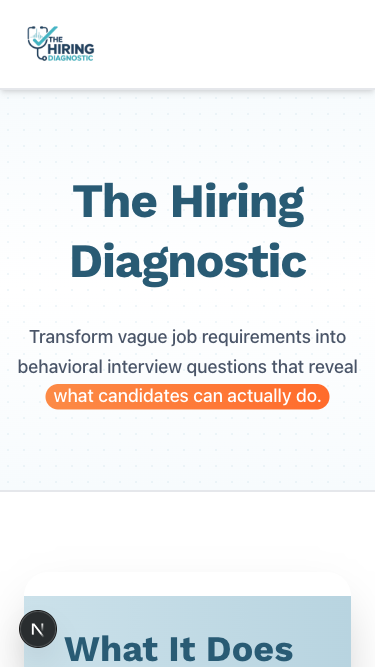 THE
HIRING
DIAGNOSTIC
The Hiring
Diagnostic
Transform vague job requirements into
behavioral interview questions that reveal
what candidates can actually do.
N
What It Does